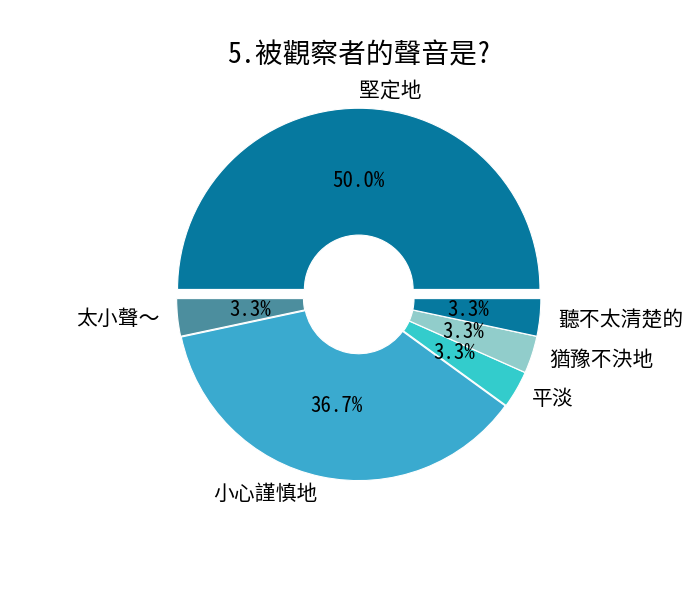 5.被觀察者的聲音是?
堅定地
50.0%
太小聲～
3.3%
3.3%
聽不太清楚的
3.3%
猶豫不決地
3.3%
平淡
36.7%
小心謹慎地